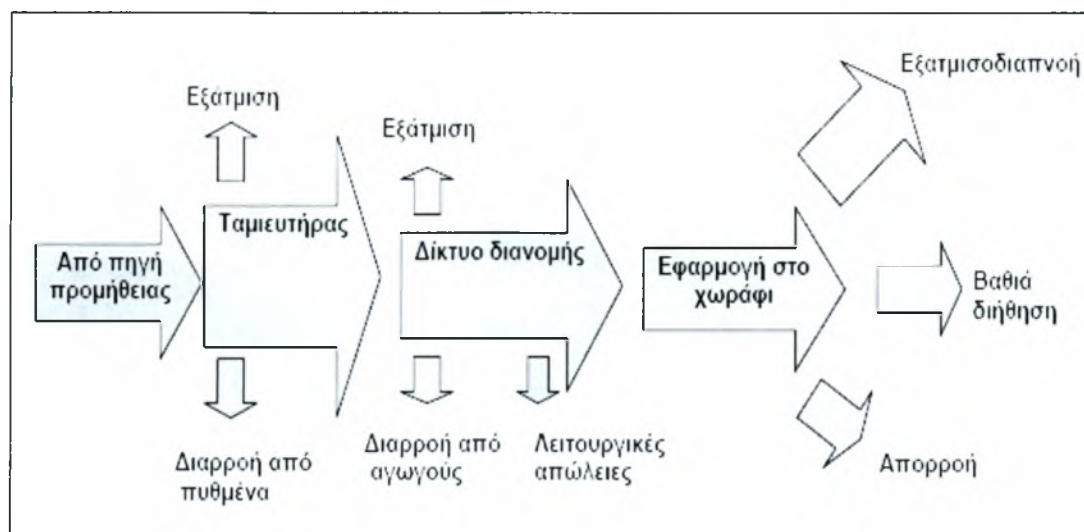 Εξάτμιση
Εξάτμιση
Εξατμισοδιαπνοή
Ταμιευτήρας
Δίκτυο διανομής
Από πηγή
προμήθειας
Εφαρμογή στο
χωράφι
Βαθιά
διήθηση
Διαρροή από
πυθμένα
Διαρροή από
αγωγούς
Λειτουργικές
απώλειες
Απορροή